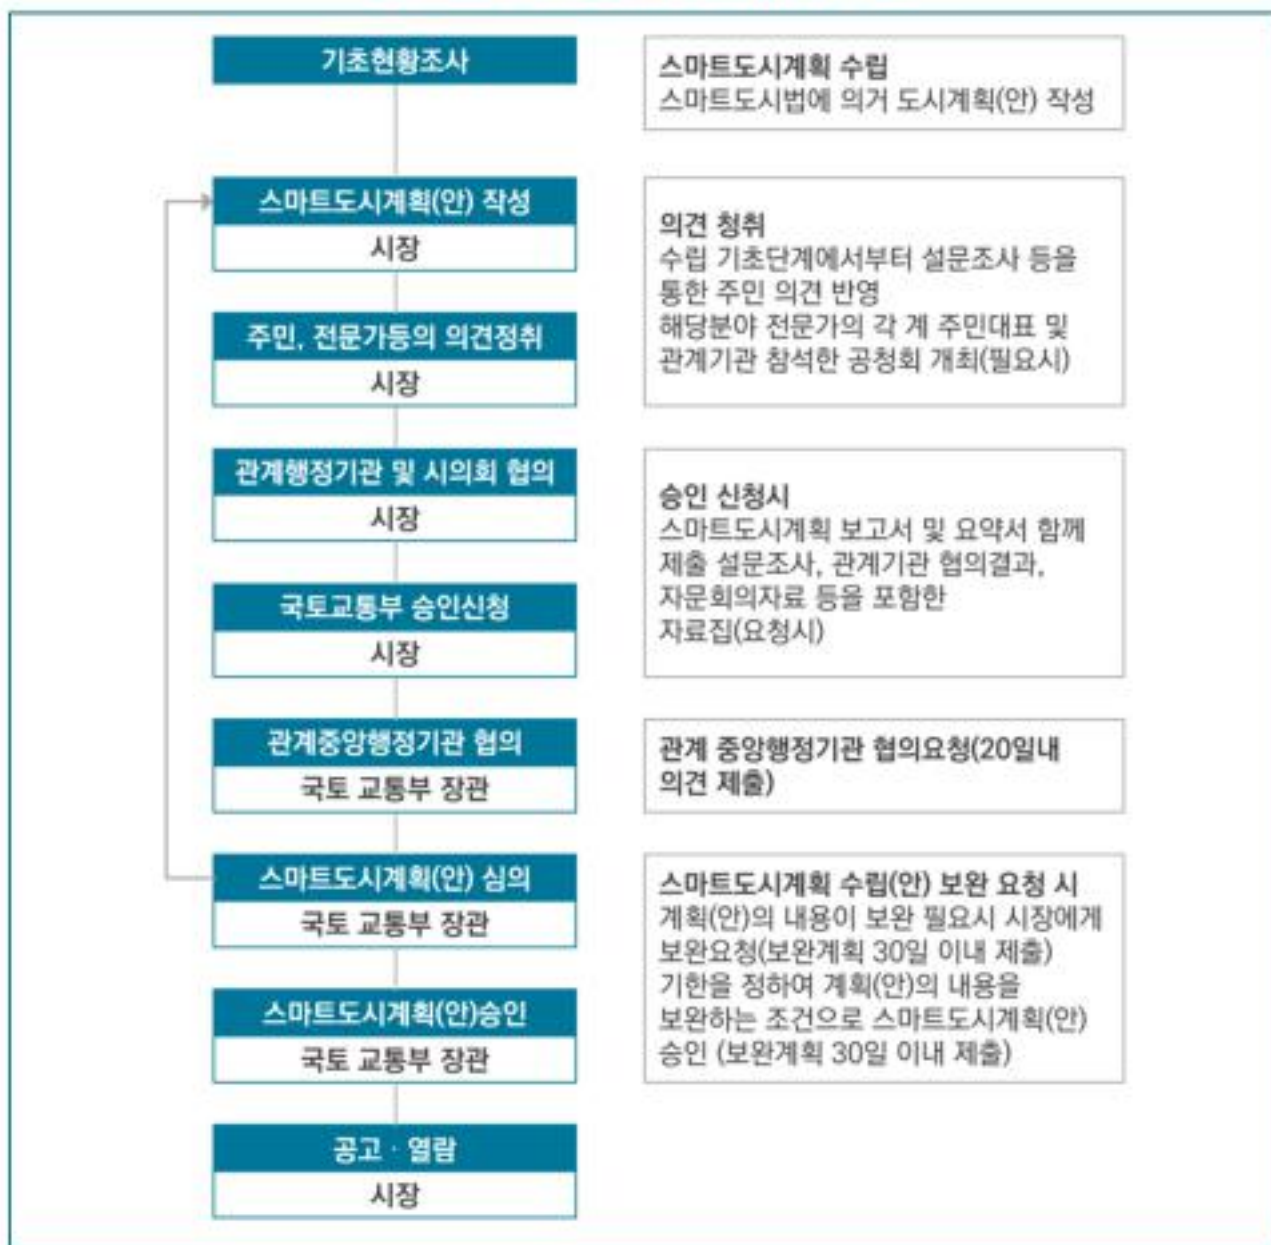 기초현황조사
스마트도시계획 수립
스마트도시법에 의거 도시계획(안) 작성
스마트도시계획(안) 작성
시장
의견 청취
수립 기초단계에서부터 설문조사 등을
통한 주민 의견 반영
해당분야 전문가의 각 계 주민대표 및
관계기관 참석한 공청회 개최(필요시)
주민, 전문가등의 의견정취
시장
관계행정기관 및 시의회 협의
시장
승인 신청시
스마트도시계획 보고서 및 요약서 함께
제출 설문조사, 관계기관 협의결과,
자문회의자료 등을 포함한
자료집(요청시)
국토교통부 승인신청
시장
관계중앙행정기관 협의
국토 교통부 장관
관계 중앙행정기관 협의요청(20일내
의견 제출)
스마트도시계획(안) 심의
국토 교통부 장관
스마트도시계획 수립(안) 보완 요청 시
계획(안)의 내용이 보완 필요시 시장에게
보완요청(보완계획 30일 이내 제출)
기한을 정하여 계획(안)의 내용을
보완하는 조건으로 스마트도시계획(안)
승인 (보완계획 30일 이내 제출)
스마트도시계획(안)승인
국토 교통부 장관
공고 · 열람
시장